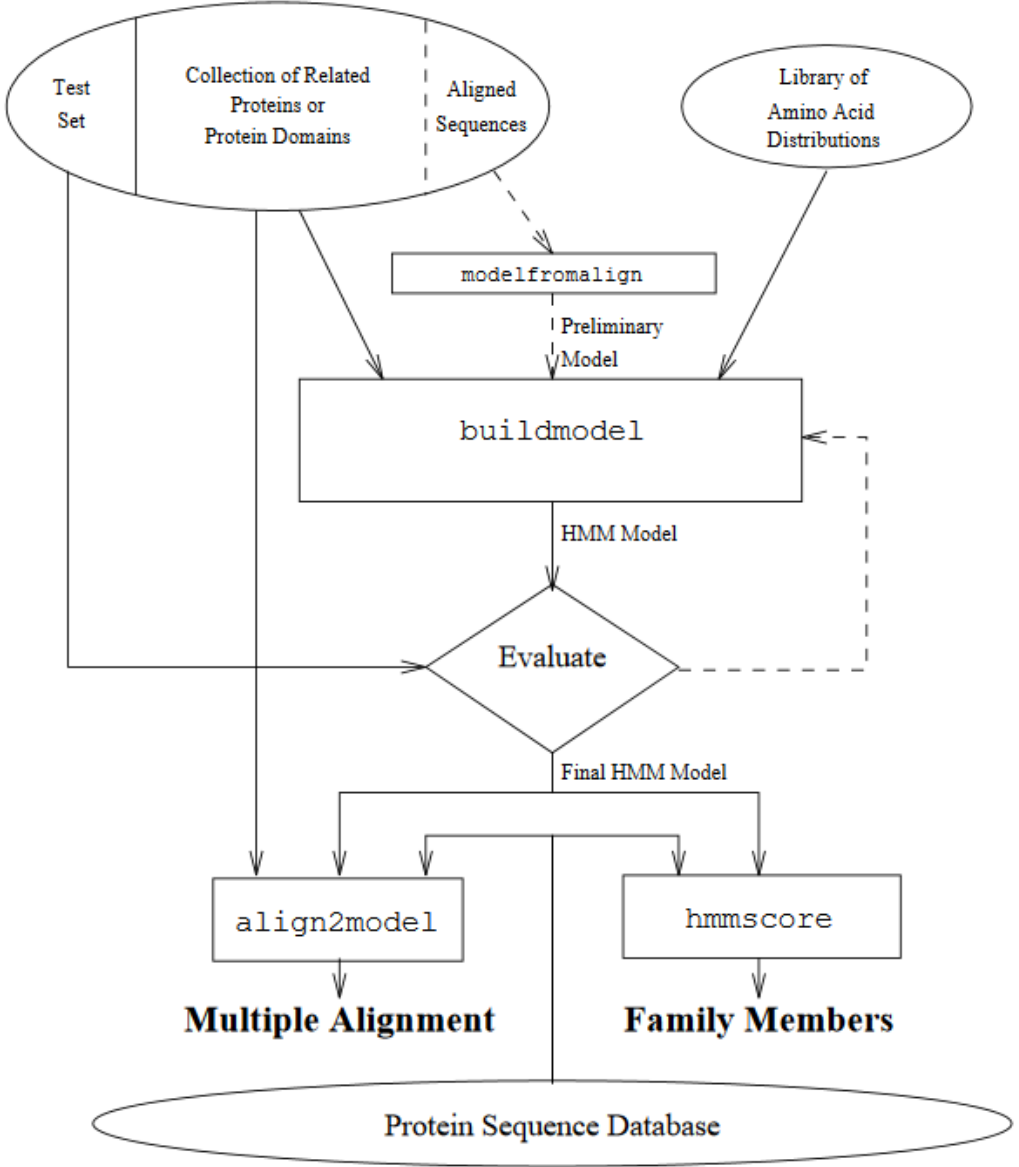 Test
Set
Collection of Related
Proteins or
Protein Domains
Aligned
Sequences
Library of
Amino Acid
Distributions
modelfromalign
Preliminary
Model
buildmodel
HMM Model
Evaluate
Final HMM Model
align2model
hmmscore
Multiple Alignment
Family Members
Protein Sequence Database